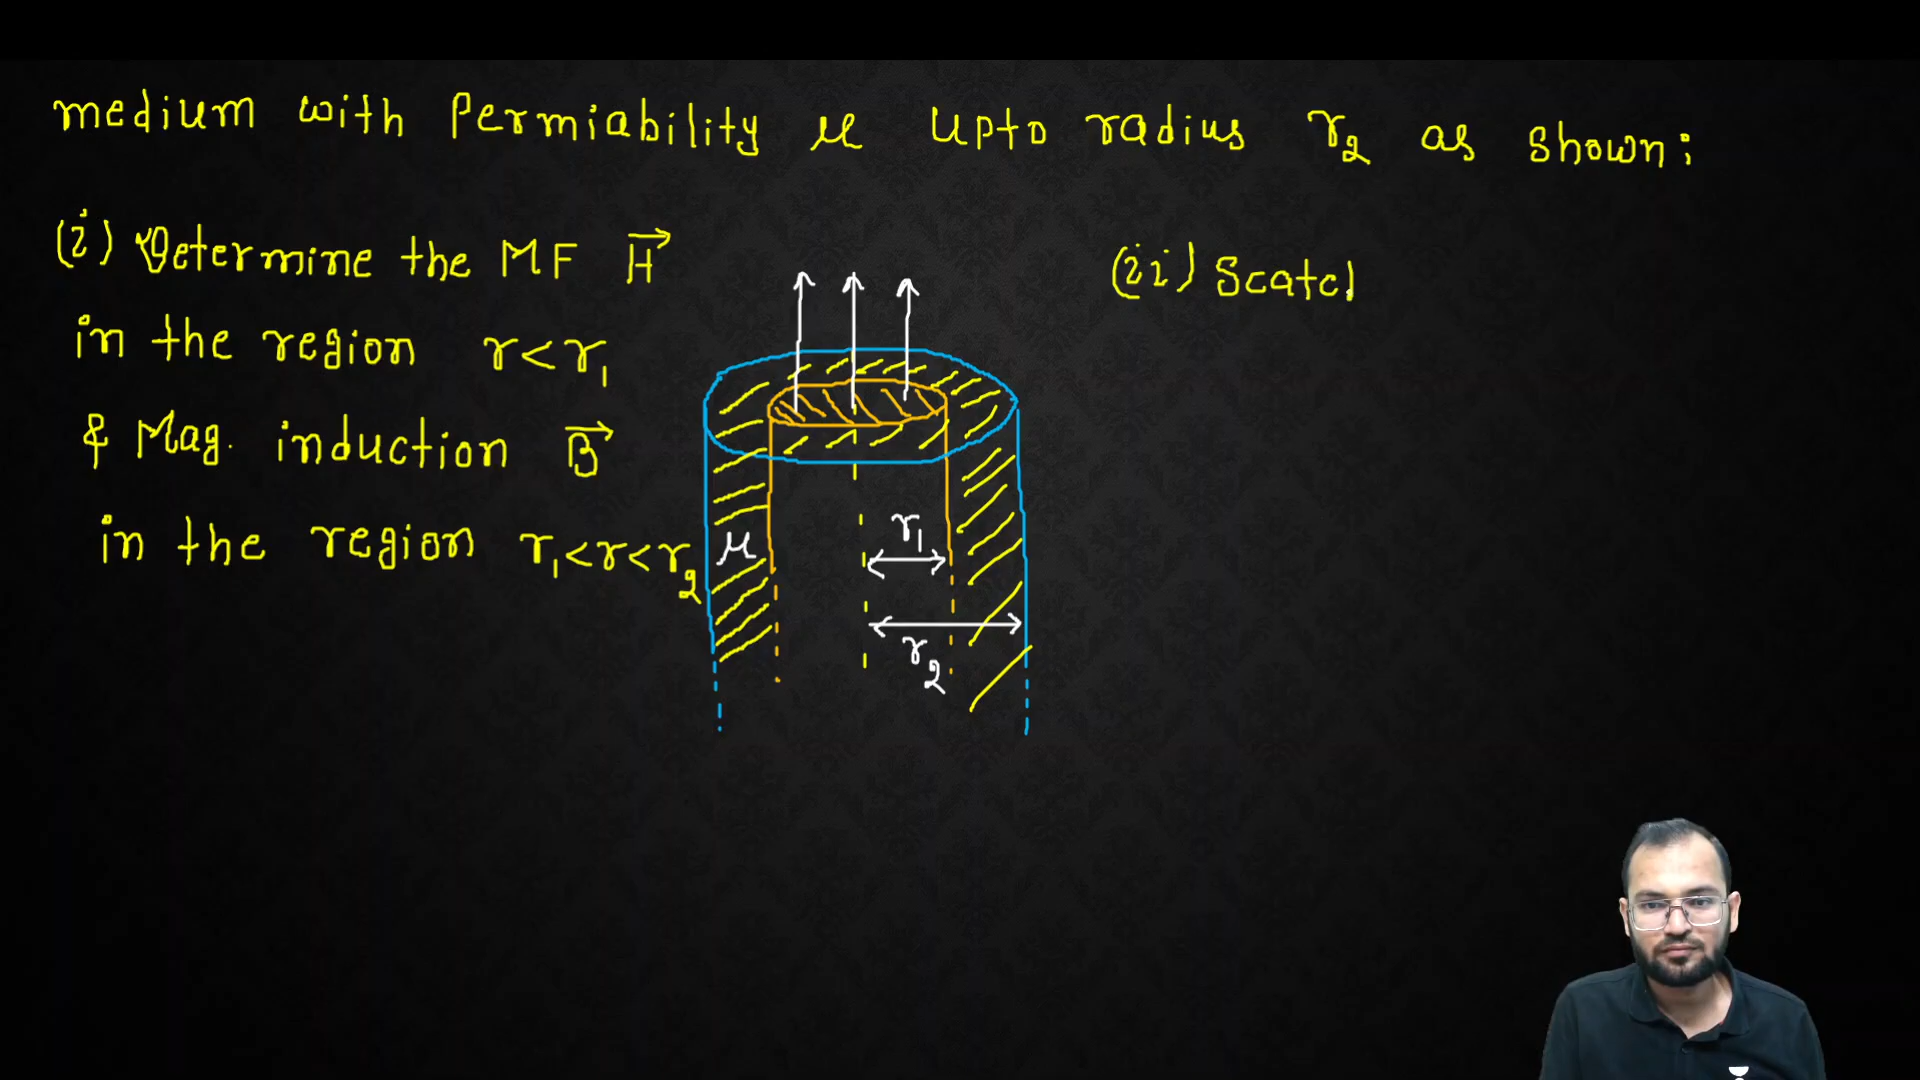 medium with Permiability μ upto radius r2 as shown:
(i) Determine the MF H⃗
in the region r<r1
& Mag. induction B⃗
in the region r1<r<r2
(ii) Scatcl
μ
r1
r2